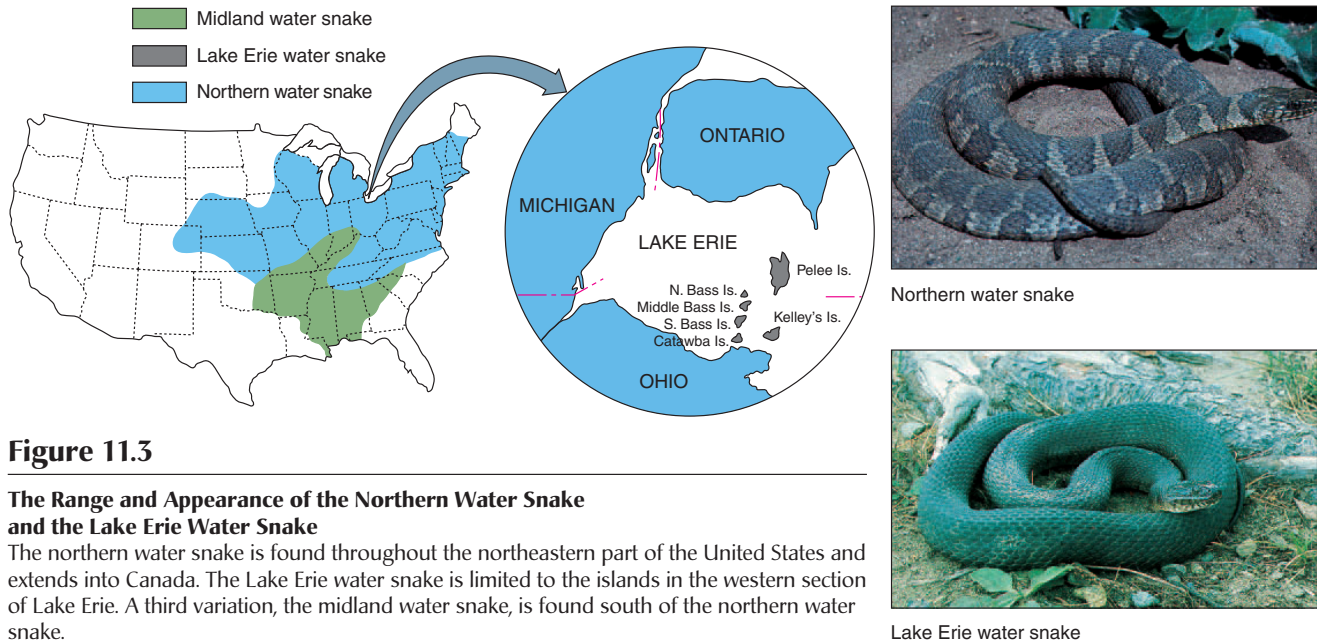 Midland water snake
Lake Erie water snake
Northern water snake
ONTARIO
MICHIGAN
LAKE ERIE
Pelee Is.
N. Bass Is.
Middle Bass Is.
Kelley's Is.
S. Bass Is.
Catawba Is.
OHIO
Northern water snake
Figure 11.3
The Range and Appearance of the Northern Water Snake
and the Lake Erie Water Snake
The northern water snake is found throughout the northeastern part of the United States and
extends into Canada. The Lake Erie water snake is limited to the islands in the western section
of Lake Erie. A third variation, the midland water snake, is found south of the northern water
snake.
Lake Erie water snake